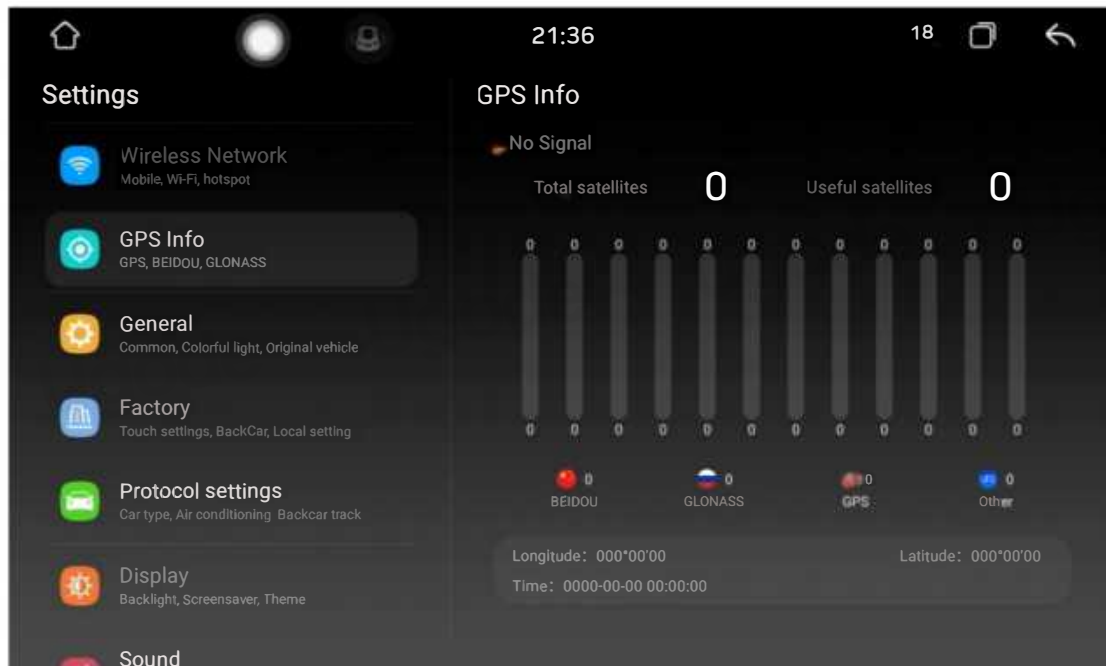 21:36
18
Settings
Wireless Network
Mobile, Wi-Fi, hotspot
GPS Info
GPS, BEIDOU, GLONASS
General
Common, Colorful light, Original vehicle
Factory
Touch settings, BackCar, Local setting
Protocol settings
Car type, Air conditioning Backcar track
Display
Backlight, Screensaver, Theme
Sound
GPS Info
No Signal
Total satellites 0 Useful satellites 0
0 0 0 0 0 0 0 0 0 0 0 0
0 0 0 0 0 0 0 0 0 0 0 0
0 0 0 0
BEIDOU GLONASS GPS Other
Longitude: 000°00'00 Latitude: 000°00'00
Time: 0000-00-00 00:00:00